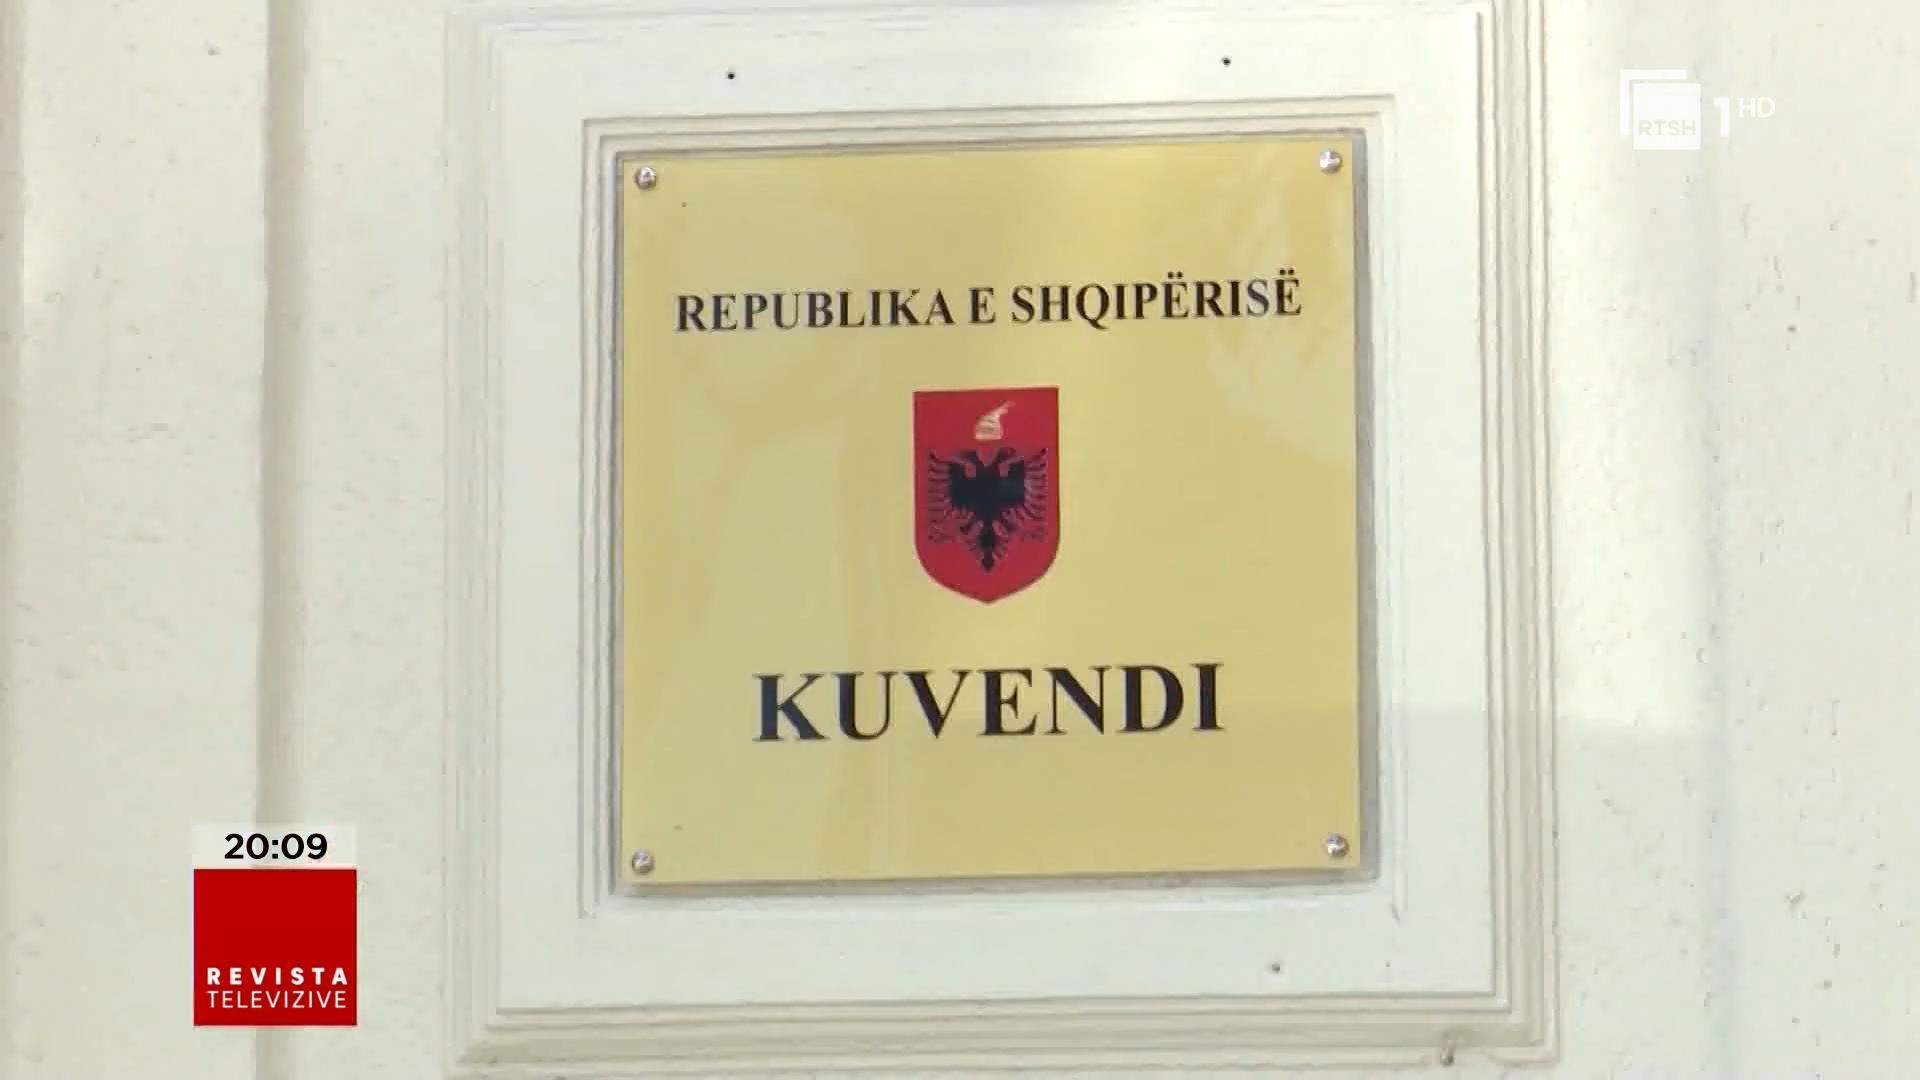 RTSH 1 HD
REPUBLIKA E SHQIPËRISË
KUVENDI
20:09
REVISTA
TELEVIZIVE